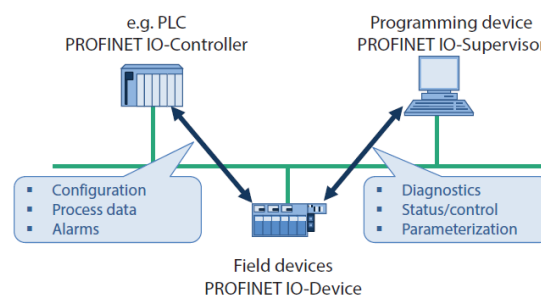 e.g. PLC
PROFINET IO-Controller
Programming device
PROFINET IO-Supervisor
▪ Configuration
▪ Process data
▪ Alarms
▪ Diagnostics
▪ Status/control
▪ Parameterization
Field devices
PROFINET IO-Device